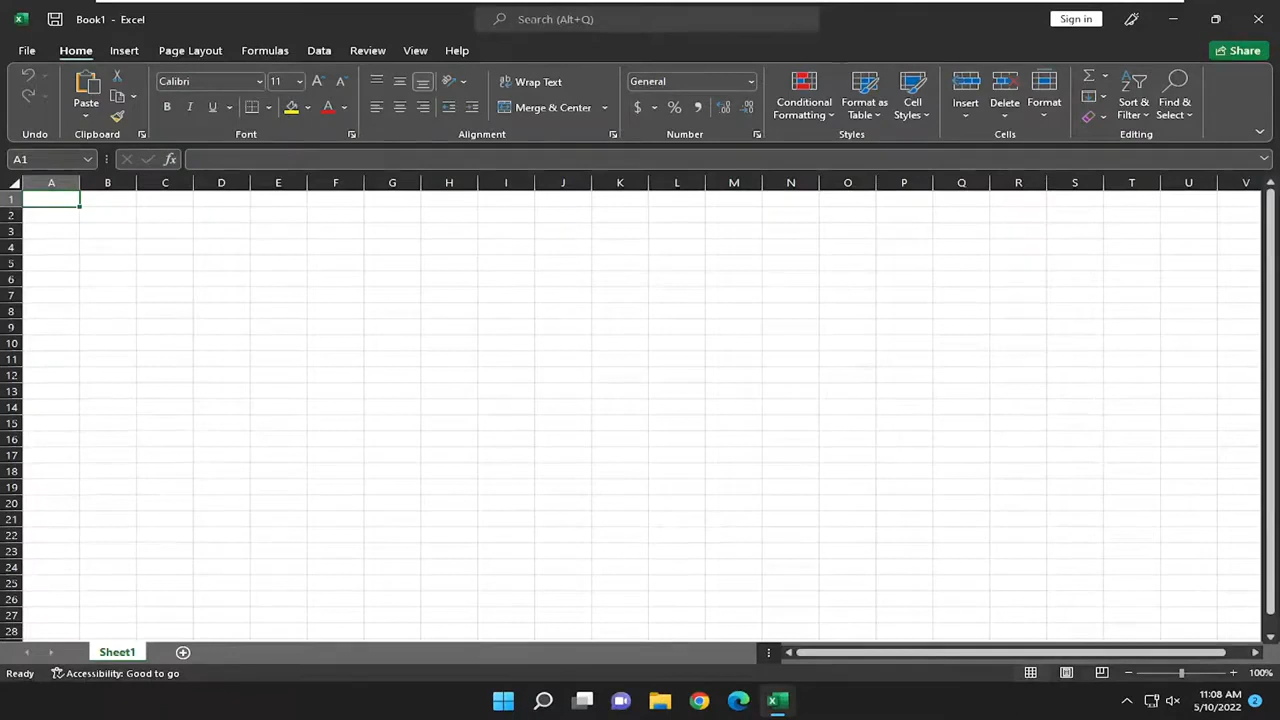 Book1 - Excel
Search (Alt+Q)
Sign in
File Home Insert Page Layout Formulas Data Review View Help
Share
Paste
Calibri 11
B I U
A
Wrap Text
Merge & Center
General
$ %
Conditional Formatting
Format as Table
Cell Styles
Insert
Delete
Format
Sort & Filter
Find & Select
Undo Clipboard Font Alignment Number Styles Cells Editing
A1
fx
A B C D E F G H I J K L M N O P Q R S T U V
1
2
3
4
5
6
7
8
9
10
11
12
13
14
15
16
17
18
19
20
21
22
23
24
25
26
27
28
Sheet1
Ready Accessibility: Good to go
100%
11:08 AM
5/10/2022
2